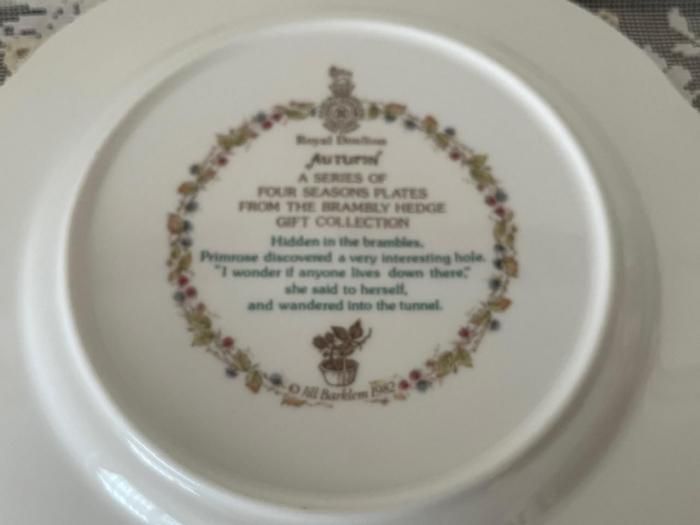 Royal Doulton
AUTUMN
A SERIES OF
FOUR SEASONS PLATES
FROM THE BRAMBLY HEDGE
GIFT COLLECTION
Hidden in the brambles,
Primrose discovered a very interesting hole.
"I wonder if anyone lives down there,"
she said to herself,
and wandered into the tunnel.
© Jill Barklem 1982